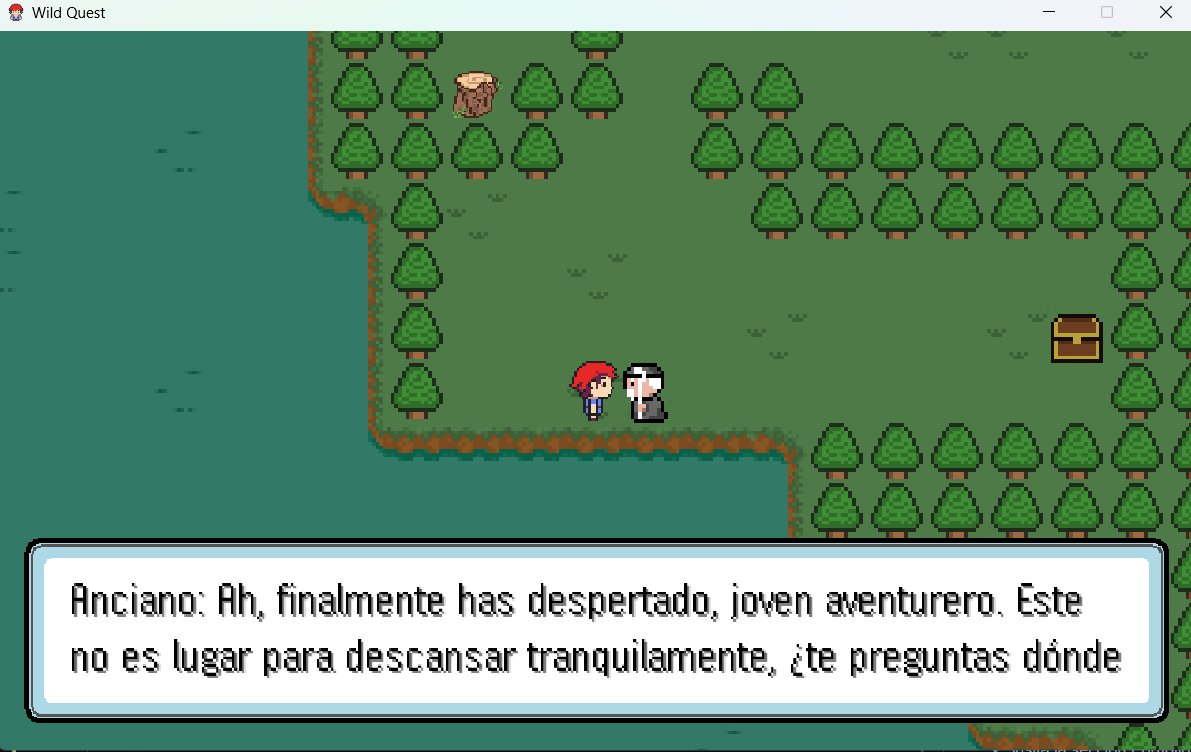 Wild Quest
Anciano: Ah, finalmente has despertado, joven aventurero. Este
no es lugar para descansar tranquilamente, ¿te preguntas dónde